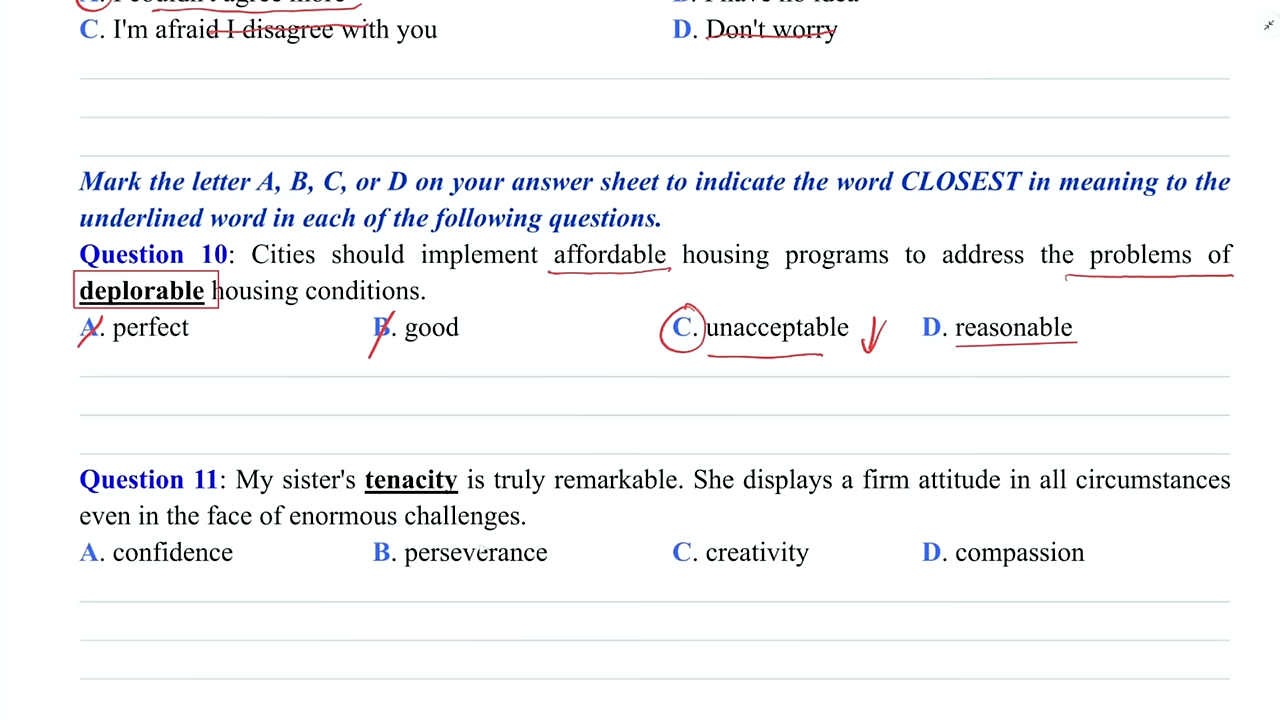 C. I'm afraid I disagree with you D. Don't worry
Mark the letter A, B, C, or D on your answer sheet to indicate the word CLOSEST in meaning to the
underlined word in each of the following questions.
Question 10: Cities should implement affordable housing programs to address the problems of
deplorable housing conditions.
A. perfect B. good C. unacceptable D. reasonable
Question 11: My sister's tenacity is truly remarkable. She displays a firm attitude in all circumstances
even in the face of enormous challenges.
A. confidence B. perseverance C. creativity D. compassion